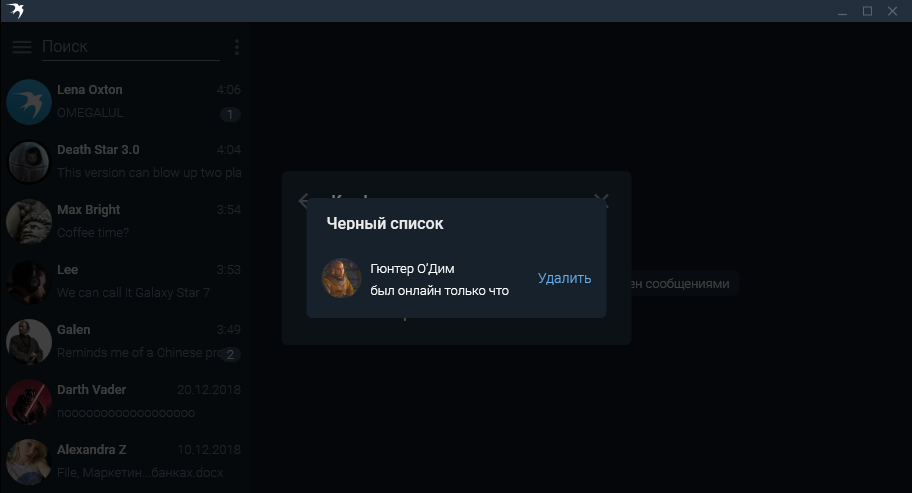 Поиск
Lena Oxton 4:06
OMEGALUL 1
Death Star 3.0 4:04
This version can blow up two pla
Max Bright 3:54
Coffee time?
Lee 3:53
We can call It Galaxy Star 7
Galen 3:49
Reminds me of a Chinese pro 2
Darth Vader 20.12.2018
noooooooooooooooooo
Alexandra Z 10.12.2018
File, Маркетин...банках.docx
Черный список
Гюнтер О’Дим
был онлайн только что
Удалить
ен сообщениями